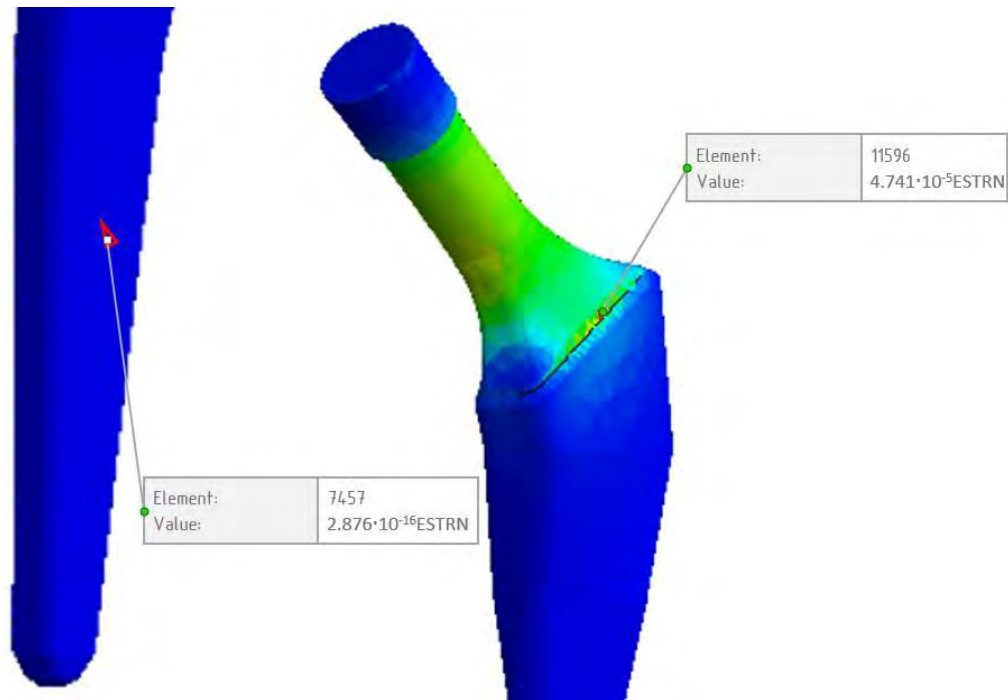 Element: 11596
Value: 4.741·10⁻⁵ESTRN
Element: 7457
Value: 2.876·10⁻¹⁶ESTRN